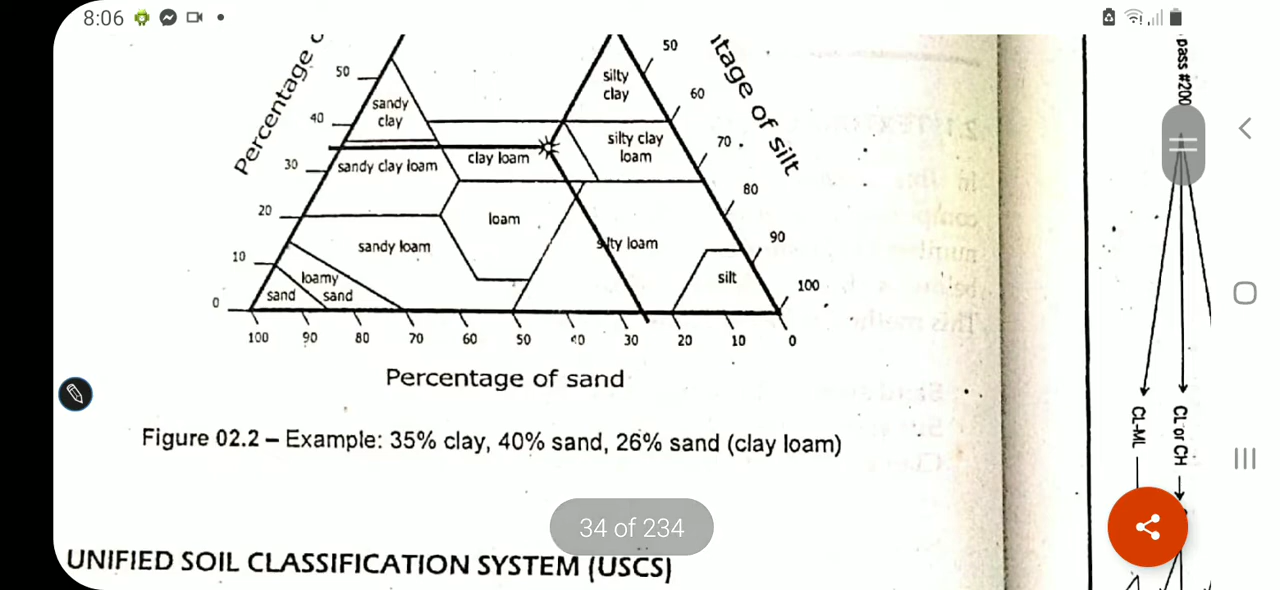 8:06
Percentage
50
40
30
20
10
0
sandy
clay
sandy clay loam
clay loam
silty
clay
silty clay
loam
loam
sandy loam
silty loam
loamy
sand
sand
silt
50
60
70
80
90
100
ntage of silt
100 90 80 70 60 50 40 30 20 10 0
Percentage of sand
Figure 02.2 – Example: 35% clay, 40% sand, 26% sand (clay loam)
34 of 234
UNIFIED SOIL CLASSIFICATION SYSTEM (USCS)
pass #200
CL-ML
CL or CH